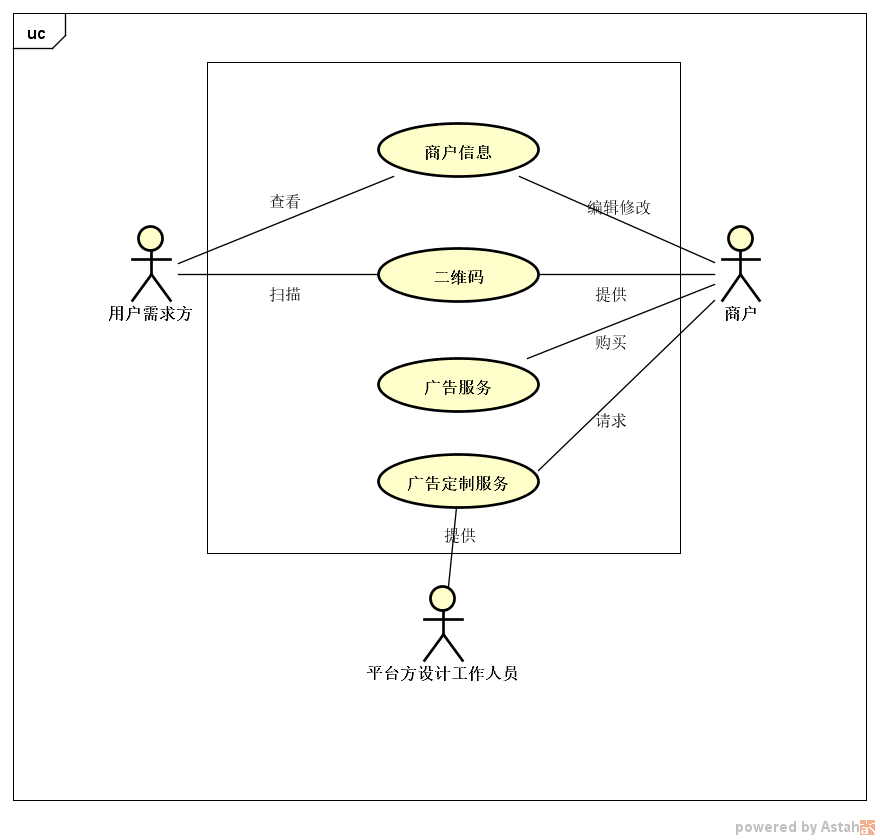 uc
商户信息
查看
编辑修改
用户需求方
二维码
商户
扫描
提供
购买
广告服务
请求
广告定制服务
提供
平台方设计工作人员
powered by Astah